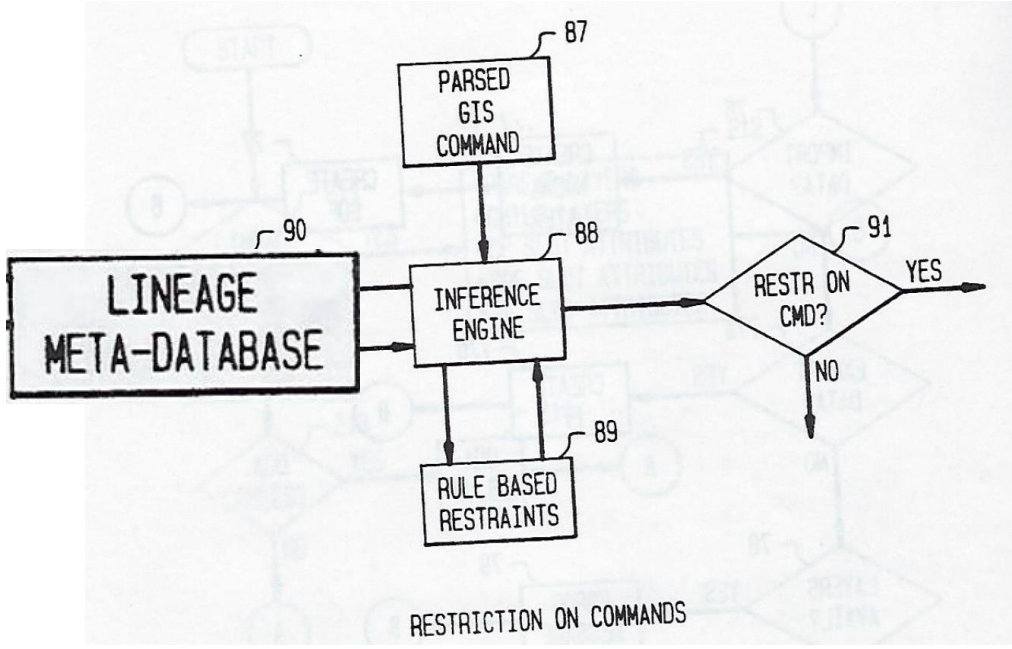 87
PARSED
GIS
COMMAND
90
LINEAGE
META-DATABASE
88
INFERENCE
ENGINE
91
RESTR ON
CMD?
YES
NO
89
RULE BASED
RESTRAINTS
RESTRICTION ON COMMANDS